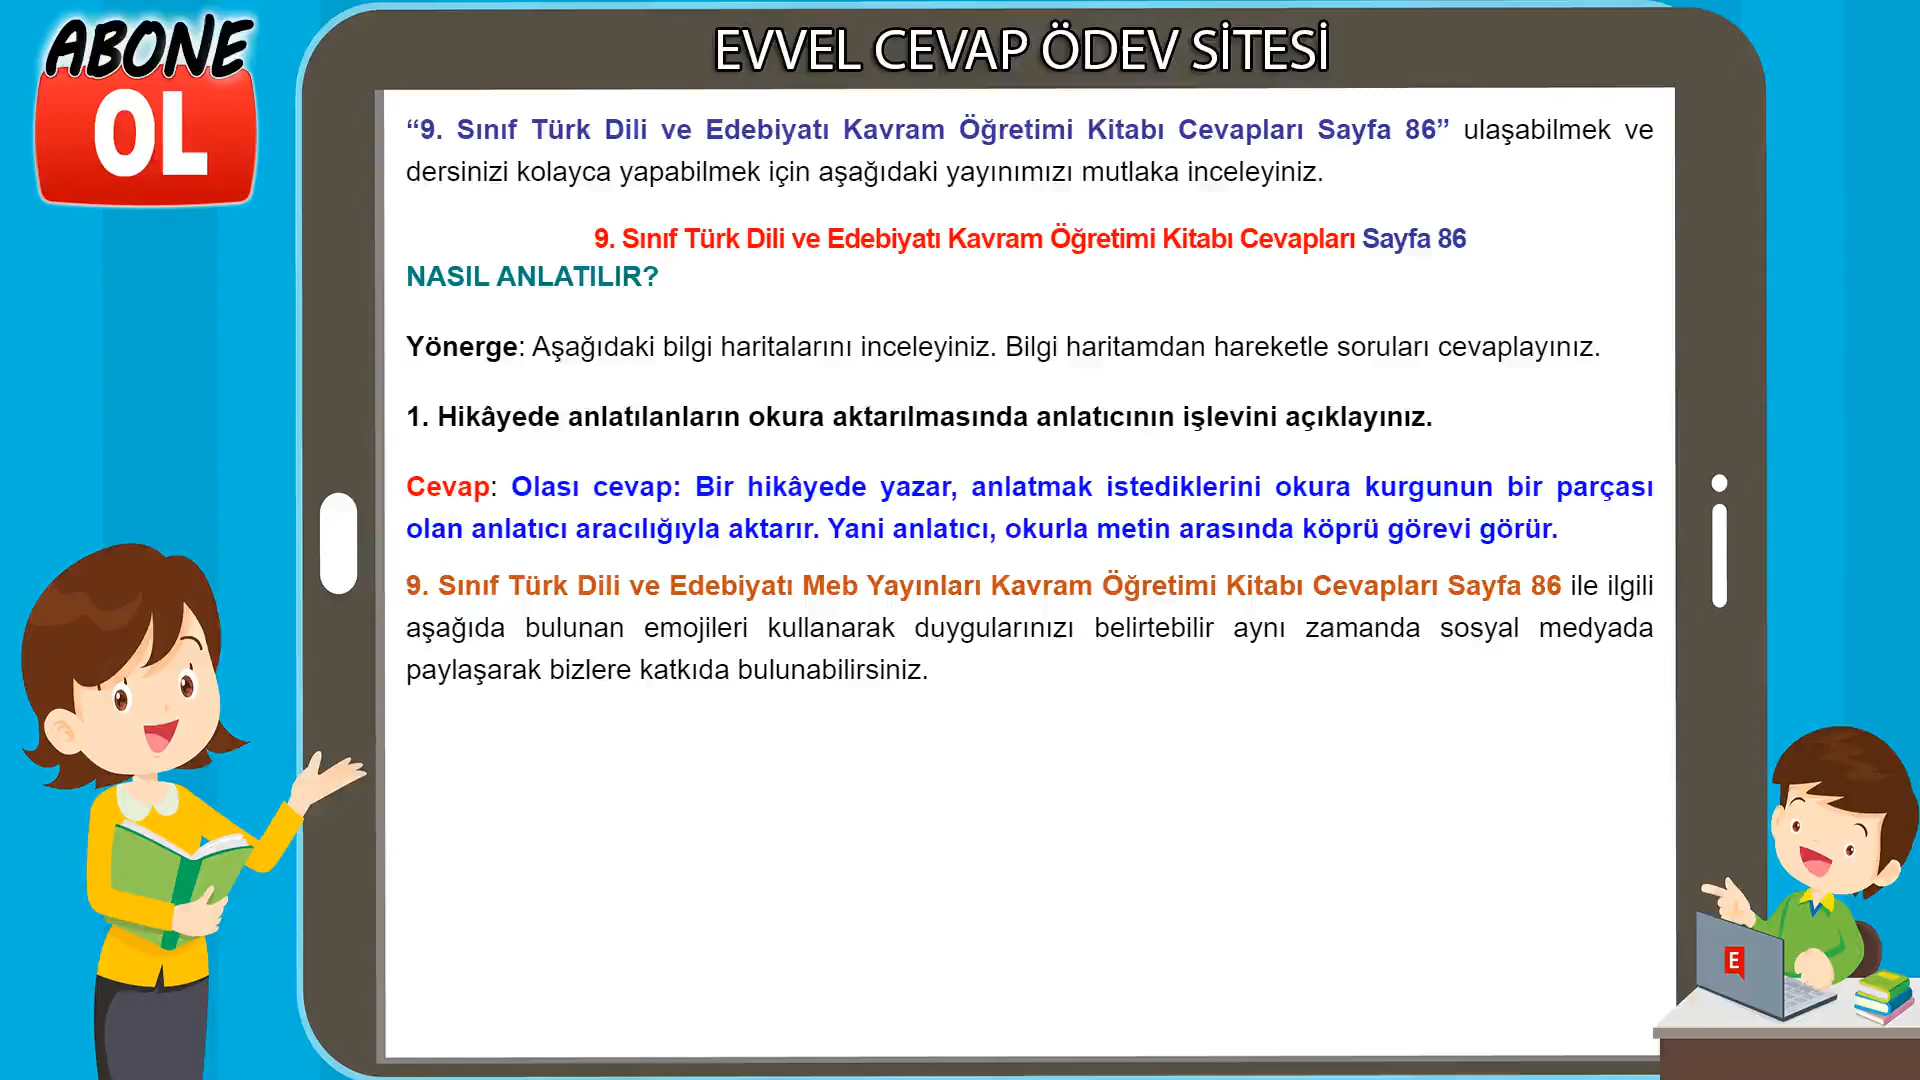 ABONE
OL
EVVEL CEVAP ÖDEV SİTESİ
“9. Sınıf Türk Dili ve Edebiyatı Kavram Öğretimi Kitabı Cevapları Sayfa 86” ulaşabilmek ve
dersinizi kolayca yapabilmek için aşağıdaki yayınımızı mutlaka inceleyiniz.
9. Sınıf Türk Dili ve Edebiyatı Kavram Öğretimi Kitabı Cevapları Sayfa 86
NASIL ANLATILIR?
Yönerge: Aşağıdaki bilgi haritalarını inceleyiniz. Bilgi haritamdan hareketle soruları cevaplayınız.
1. Hikâyede anlatılanların okura aktarılmasında anlatıcının işlevini açıklayınız.
Cevap: Olası cevap: Bir hikâyede yazar, anlatmak istediklerini okura kurgunun bir parçası
olan anlatıcı aracılığıyla aktarır. Yani anlatıcı, okurla metin arasında köprü görevi görür.
9. Sınıf Türk Dili ve Edebiyatı Meb Yayınları Kavram Öğretimi Kitabı Cevapları Sayfa 86 ile ilgili
aşağıda bulunan emojileri kullanarak duygularınızı belirtebilir aynı zamanda sosyal medyada
paylaşarak bizlere katkıda bulunabilirsiniz.
E